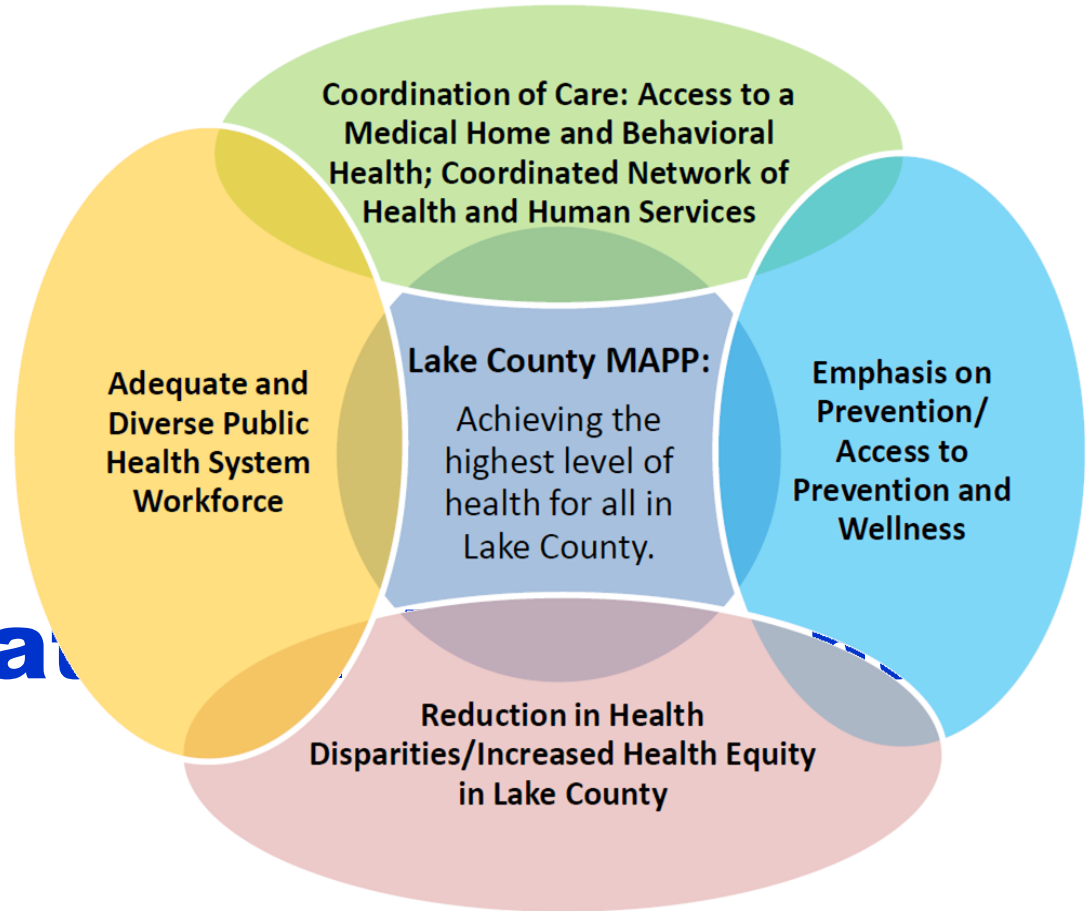 Coordination of Care: Access to a
Medical Home and Behavioral
Health; Coordinated Network of
Health and Human Services
Adequate and
Diverse Public
Health System
Workforce
Lake County MAPP:
Achieving the
highest level of
health for all in
Lake County.
Emphasis on
Prevention/
Access to
Prevention and
Wellness
Reduction in Health
Disparities/Increased Health Equity
in Lake County